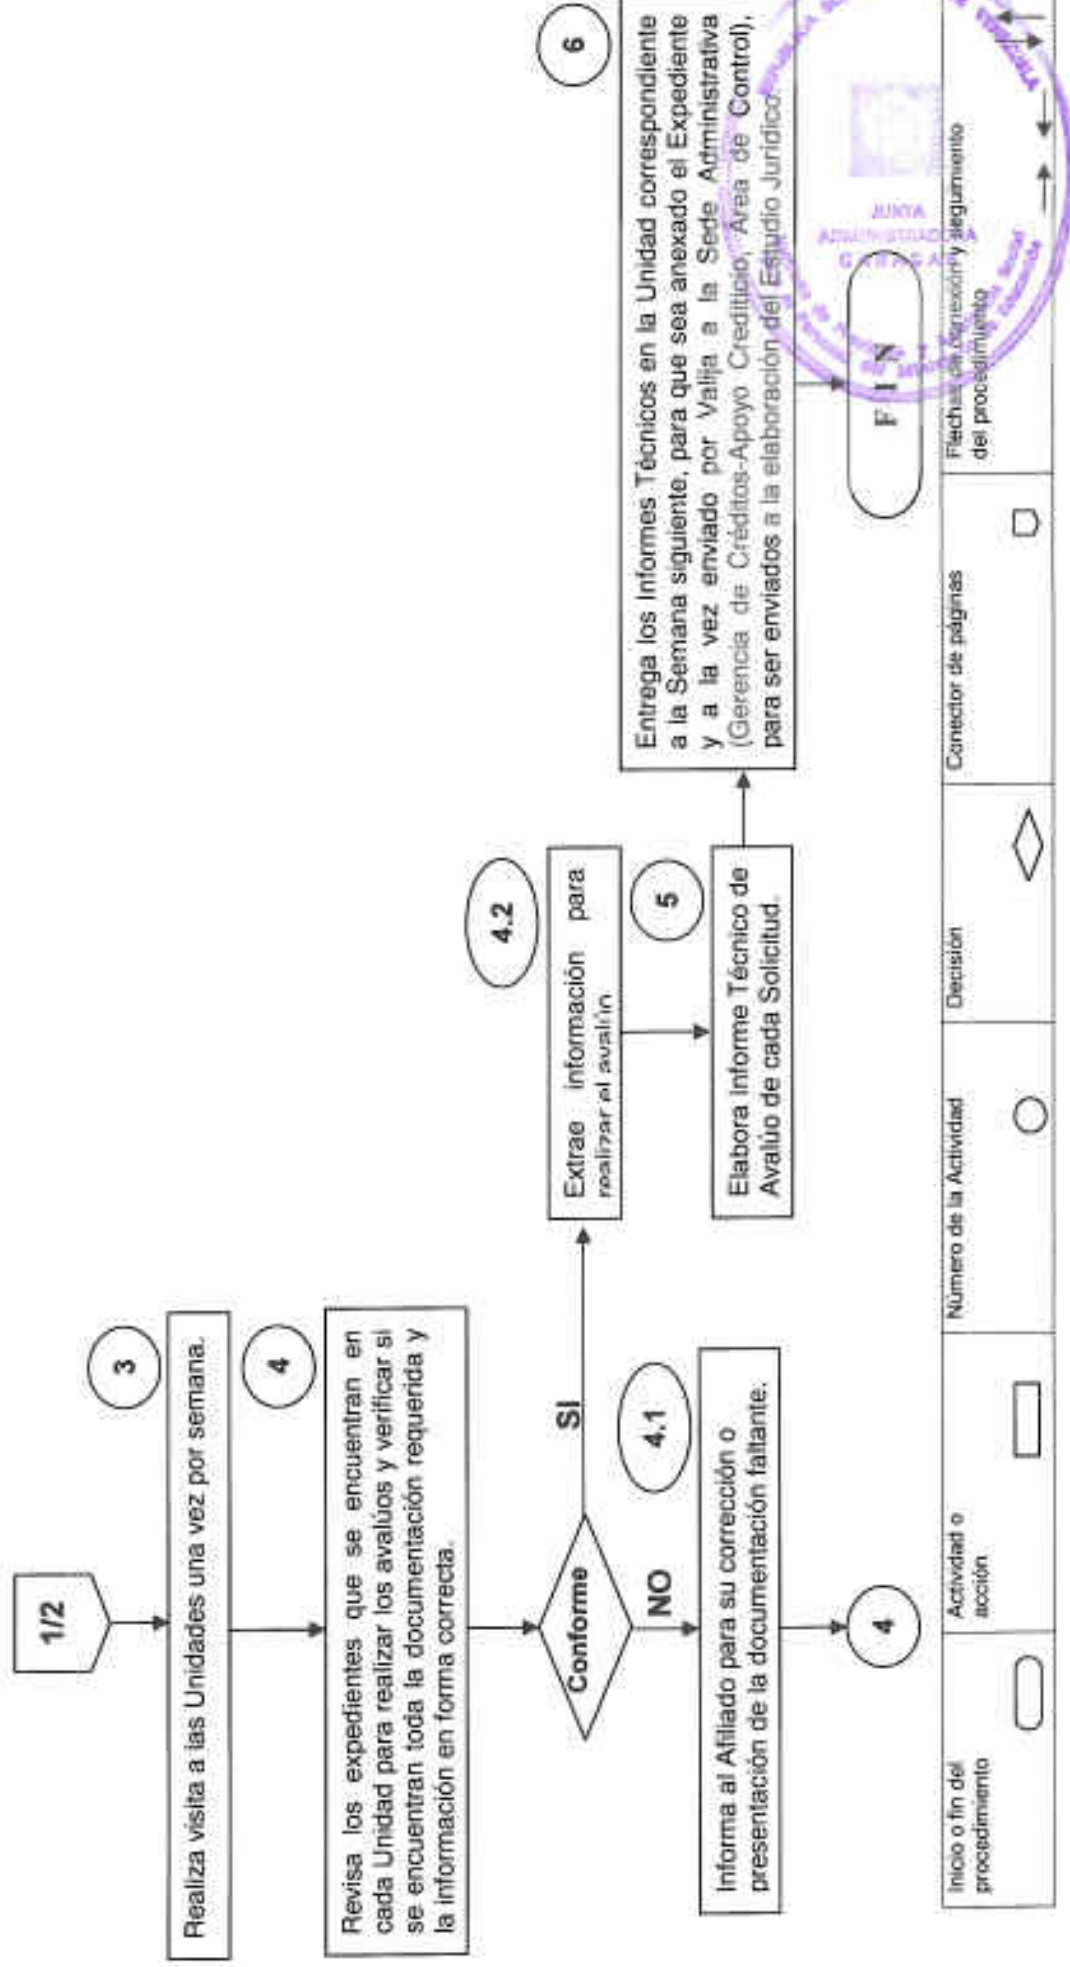 1/2
3
Realiza visita a las Unidades una vez por semana.
4
Revisa los expedientes que se encuentran en
cada Unidad para realizar los avalúos y verificar si
se encuentran toda la documentación requerida y
la información en forma correcta.
Conforme
SI
NO
4.1
Informa al Afiliado para su corrección o
presentación de la documentación faltante.
4
4.2
Extrae información para
realizar el avalúo
5
Elabora Informe Técnico de
Avalúo de cada Solicitud.
6
Entrega los Informes Técnicos en la Unidad correspondiente
a la Semana siguiente, para que sea anexado el Expediente
y a la vez enviado por Valija a la Sede Administrativa
(Gerencia de Créditos-Apoyo Crediticio, Área de Control),
para ser enviados a la elaboración del Estudio Jurídico.
F I N
JUNTA
ADMINISTRADORA
Inicio o fin del
procedimiento
Actividad o
acción
Número de la Actividad
Decisión
Conector de páginas
Flechas de conexión y seguimiento
del procedimiento